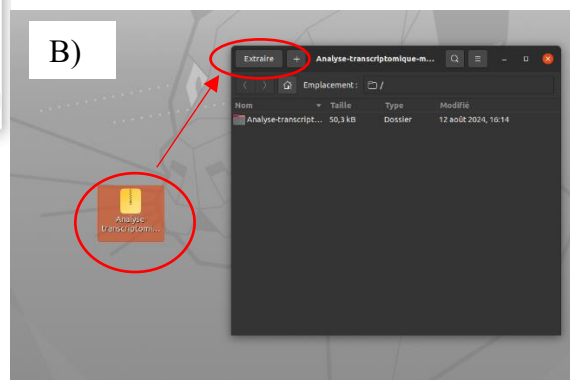 B)
Extraire + Analyse-transcriptomique-m...
Emplacement : /
Nom Taille Type Modifié
Analyse-transcript... 50,3 kB Dossier 12 août 2024, 16:14
Analyse
transcriptomi...